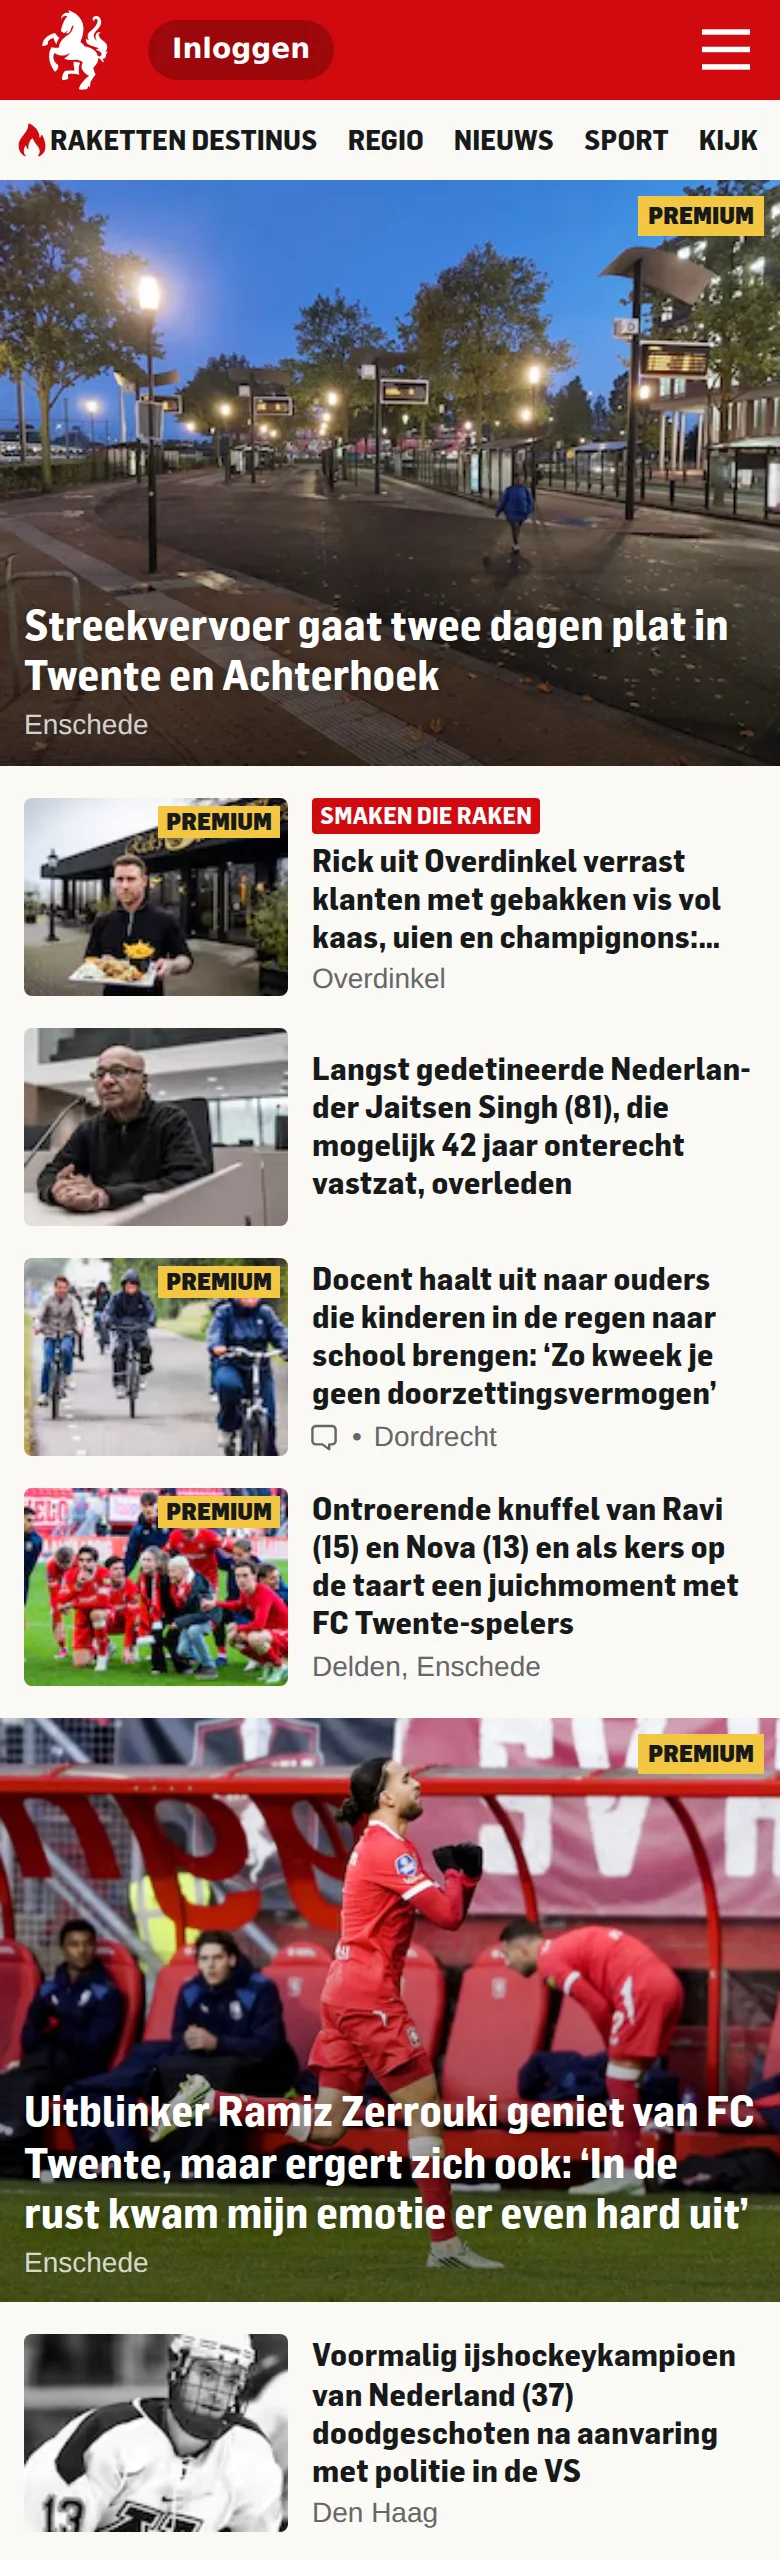 Inloggen
RAKETTEN DESTINUS REGIO NIEUWS SPORT KIJK
PREMIUM
Streekvervoer gaat twee dagen plat in
Twente en Achterhoek
Enschede
PREMIUM
SMAKEN DIE RAKEN
Rick uit Overdinkel verrast
klanten met gebakken vis vol
kaas, uien en champignons:...
Overdinkel
Langst gedetineerde Nederlan-
der Jaitsen Singh (81), die
mogelijk 42 jaar onterecht
vastzat, overleden
PREMIUM
Docent haalt uit naar ouders
die kinderen in de regen naar
school brengen: ‘Zo kweek je
geen doorzettingsvermogen’
• Dordrecht
PREMIUM
Ontroerende knuffel van Ravi
(15) en Nova (13) en als kers op
de taart een juichmoment met
FC Twente-spelers
Delden, Enschede
PREMIUM
Uitblinker Ramiz Zerrouki geniet van FC
Twente, maar ergert zich ook: ‘In de
rust kwam mijn emotie er even hard uit’
Enschede
13
Voormalig ijshockeykampioen
van Nederland (37)
doodgeschoten na aanvaring
met politie in de VS
Den Haag